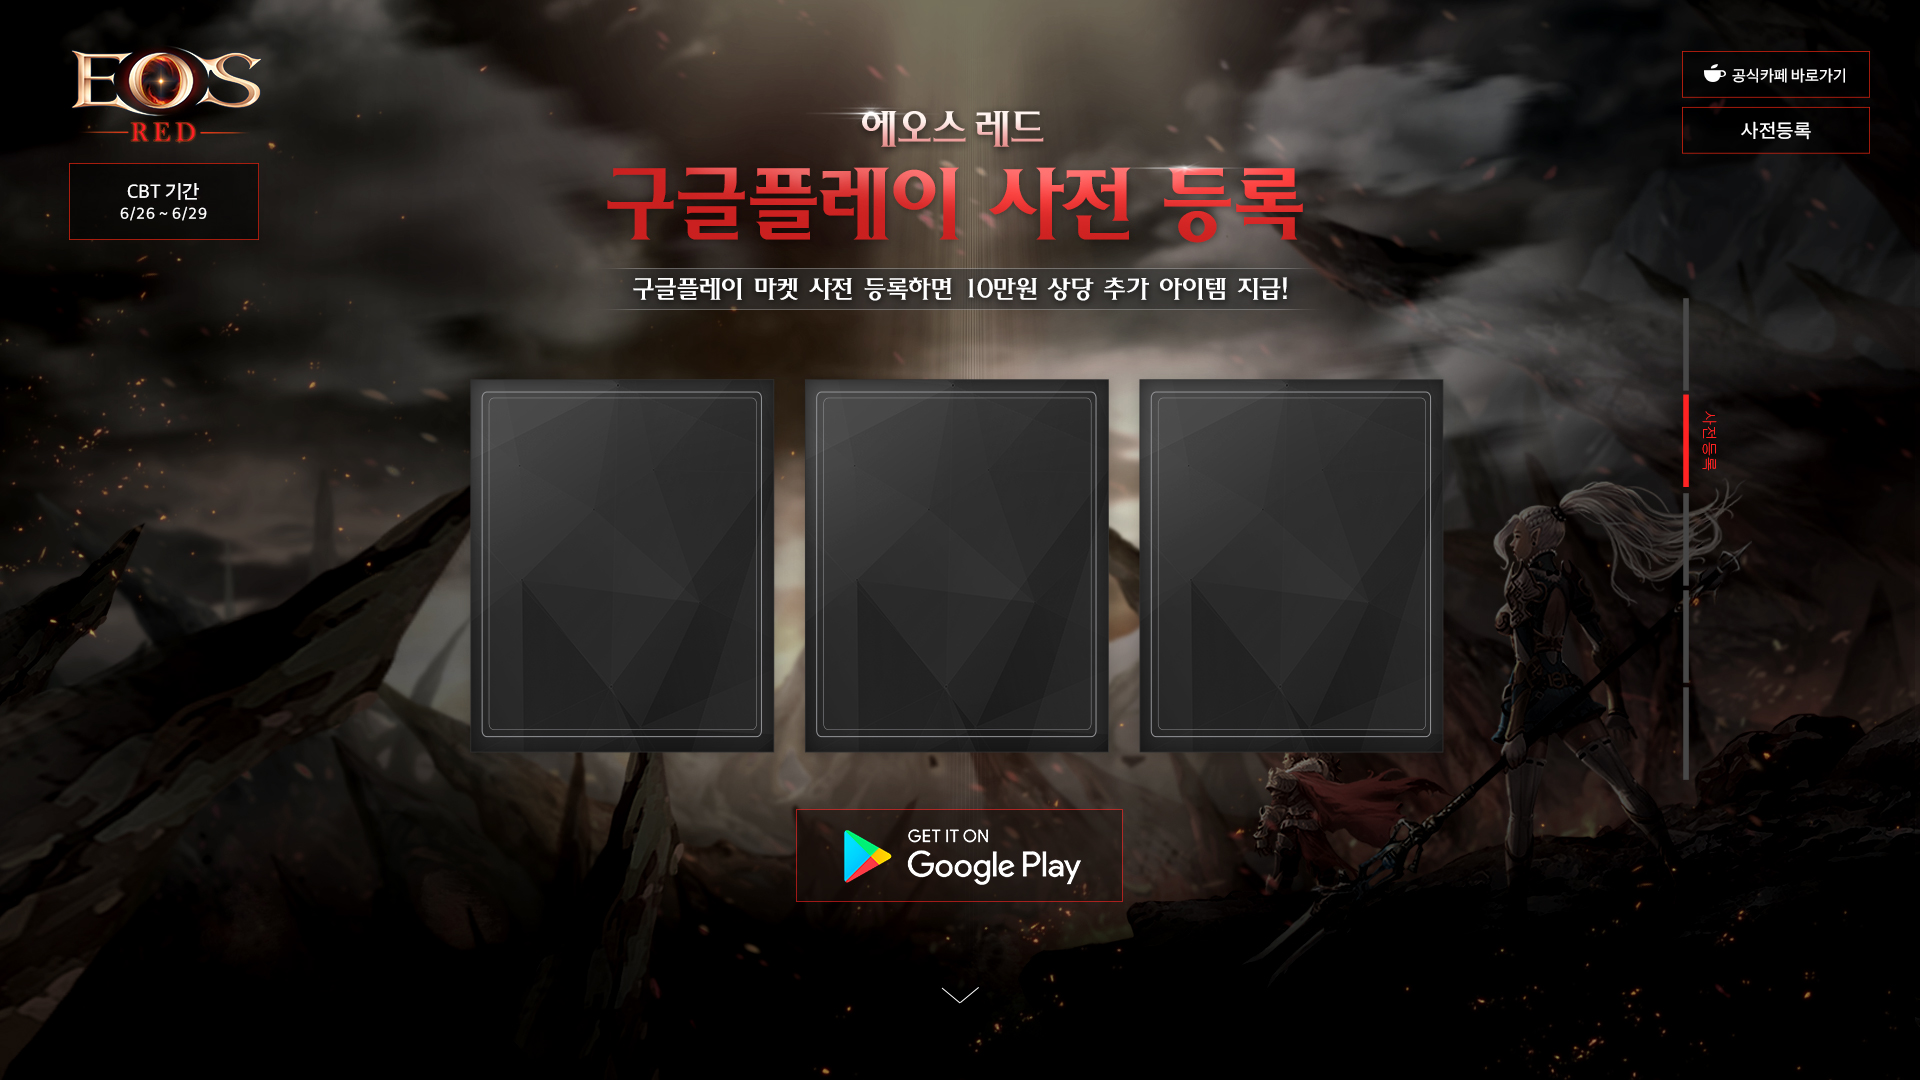 EOS
RED
CBT 기간
6/26 ~ 6/29
에오스 레드
구글플레이 사전 등록
구글플레이 마켓 사전 등록하면 10만원 상당 추가 아이템 지급!
공식카페 바로가기
사전등록
사전등록
GET IT ON
Google Play